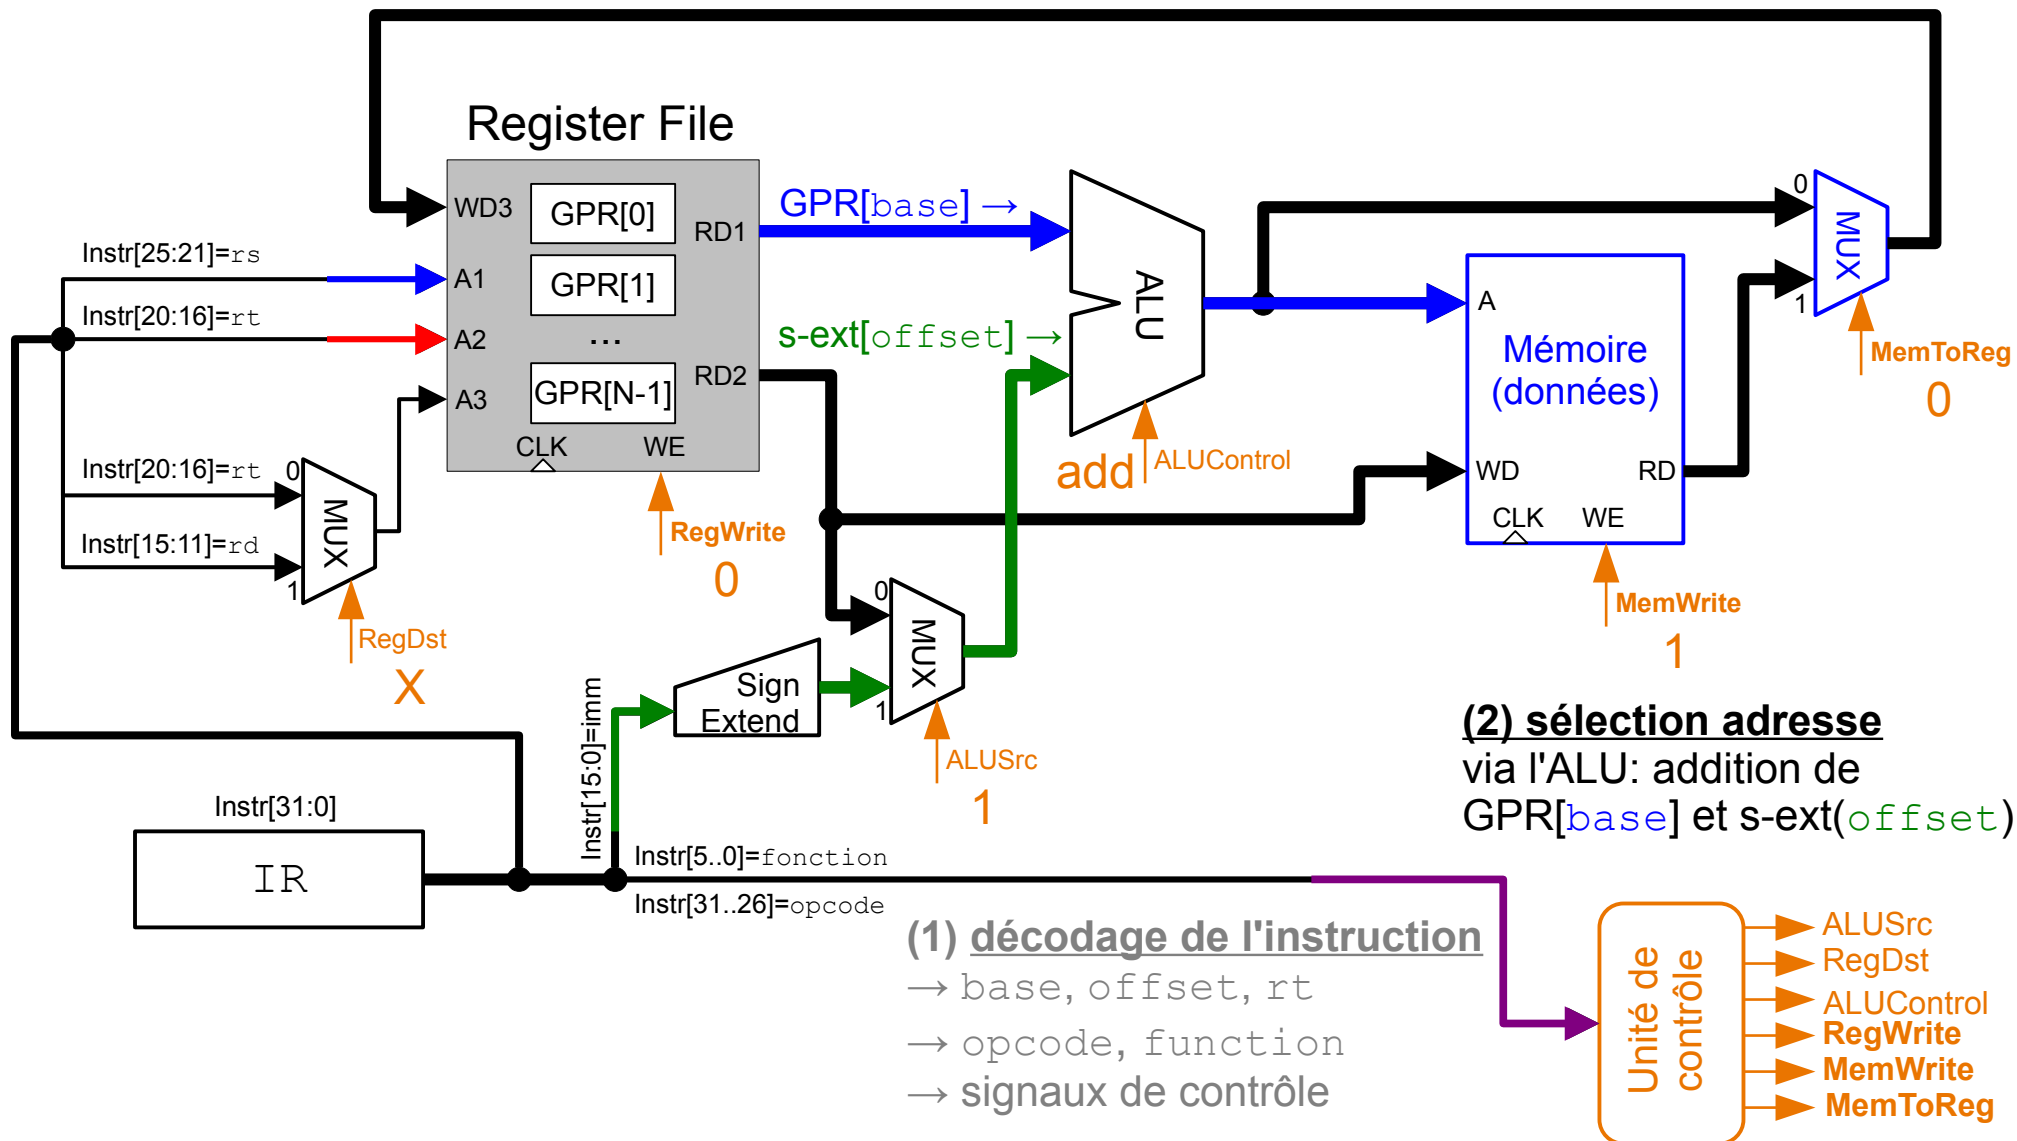 Register File
WD3
GPR[0]
RD1
GPR[base] →
0
MUX
1
Instr[25:21]=rs
A1
GPR[1]
ALU
A
Instr[20:16]=rt
A2
...
s-ext[offset] →
Mémoire
(données)
MemToReg
0
RD2
A3
GPR[N-1]
CLK
WE
add
ALUControl
WD
RD
CLK
WE
Instr[20:16]=rt
0
MUX
Instr[15:11]=rd
1
RegWrite
0
RegDst
X
MemWrite
1
0
MUX
1
Sign
Extend
Instr[15:0]=imm
ALUSrc
1
(2) sélection adresse
via l'ALU: addition de
GPR[base] et s-ext(offset)
Instr[31:0]
IR
Instr[5..0]=fonction
Instr[31..26]=opcode
(1) décodage de l'instruction
→ base, offset, rt
→ opcode, function
→ signaux de contrôle
Unité de
contrôle
ALUSrc
RegDst
ALUControl
RegWrite
MemWrite
MemToReg